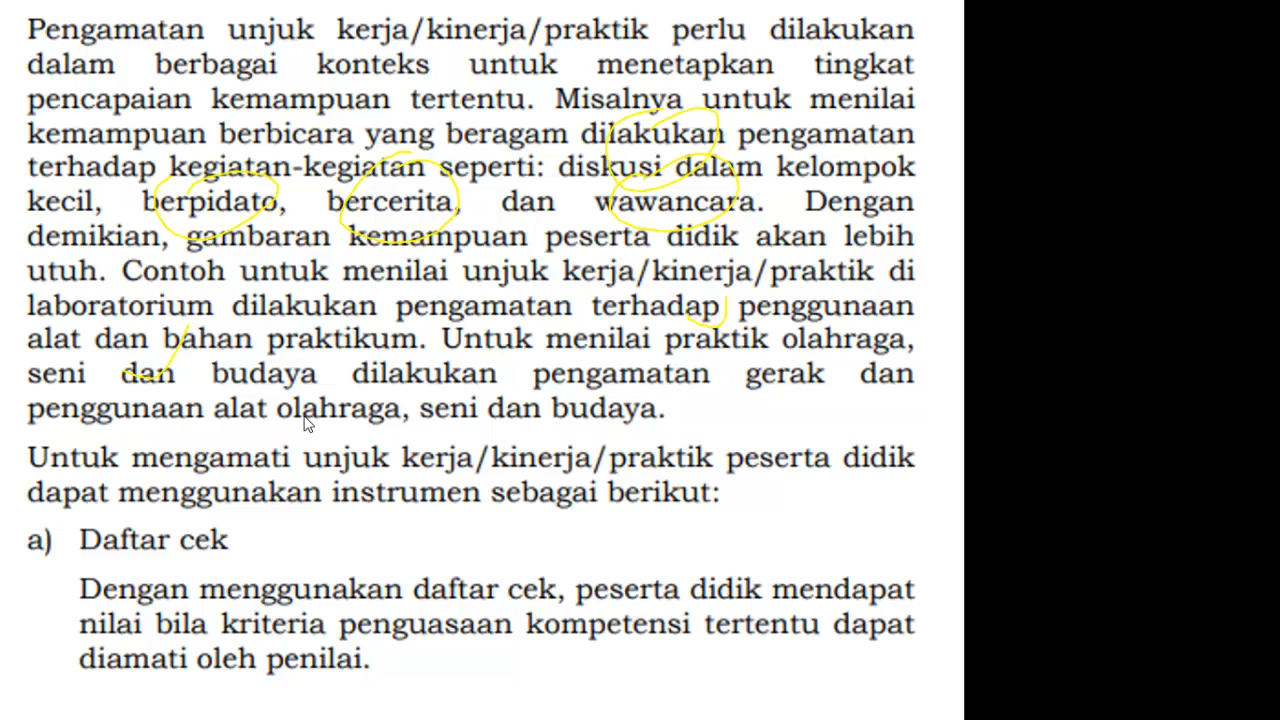 Pengamatan unjuk kerja/kinerja/praktik perlu dilakukan
dalam berbagai konteks untuk menetapkan tingkat
pencapaian kemampuan tertentu. Misalnya untuk menilai
kemampuan berbicara yang beragam dilakukan pengamatan
terhadap kegiatan-kegiatan seperti: diskusi dalam kelompok
kecil, berpidato, bercerita, dan wawancara. Dengan
demikian, gambaran kemampuan peserta didik akan lebih
utuh. Contoh untuk menilai unjuk kerja/kinerja/praktik di
laboratorium dilakukan pengamatan terhadap penggunaan
alat dan bahan praktikum. Untuk menilai praktik olahraga,
seni dan budaya dilakukan pengamatan gerak dan
penggunaan alat olahraga, seni dan budaya.
Untuk mengamati unjuk kerja/kinerja/praktik peserta didik
dapat menggunakan instrumen sebagai berikut:
a) Daftar cek
Dengan menggunakan daftar cek, peserta didik mendapat
nilai bila kriteria penguasaan kompetensi tertentu dapat
diamati oleh penilai.